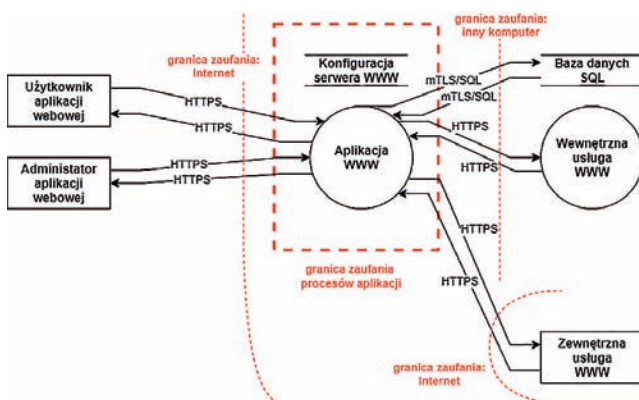 granica zaufania:
Internet
granica zaufania:
inny komputer
Konfiguracja
serwera WWW
mTLS/SQL
mTLS/SQL
Baza danych
SQL
Użytkownik
aplikacji
webowej
HTTPS
HTTPS
Aplikacja
WWW
HTTPS
HTTPS
Wewnętrzna
usługa
WWW
Administator
aplikacji
webowej
HTTPS
HTTPS
granica zaufania
procesów aplikacji
HTTPS
HTTPS
granica zaufania:
Internet
Zewnętrzna
usługa
WWW